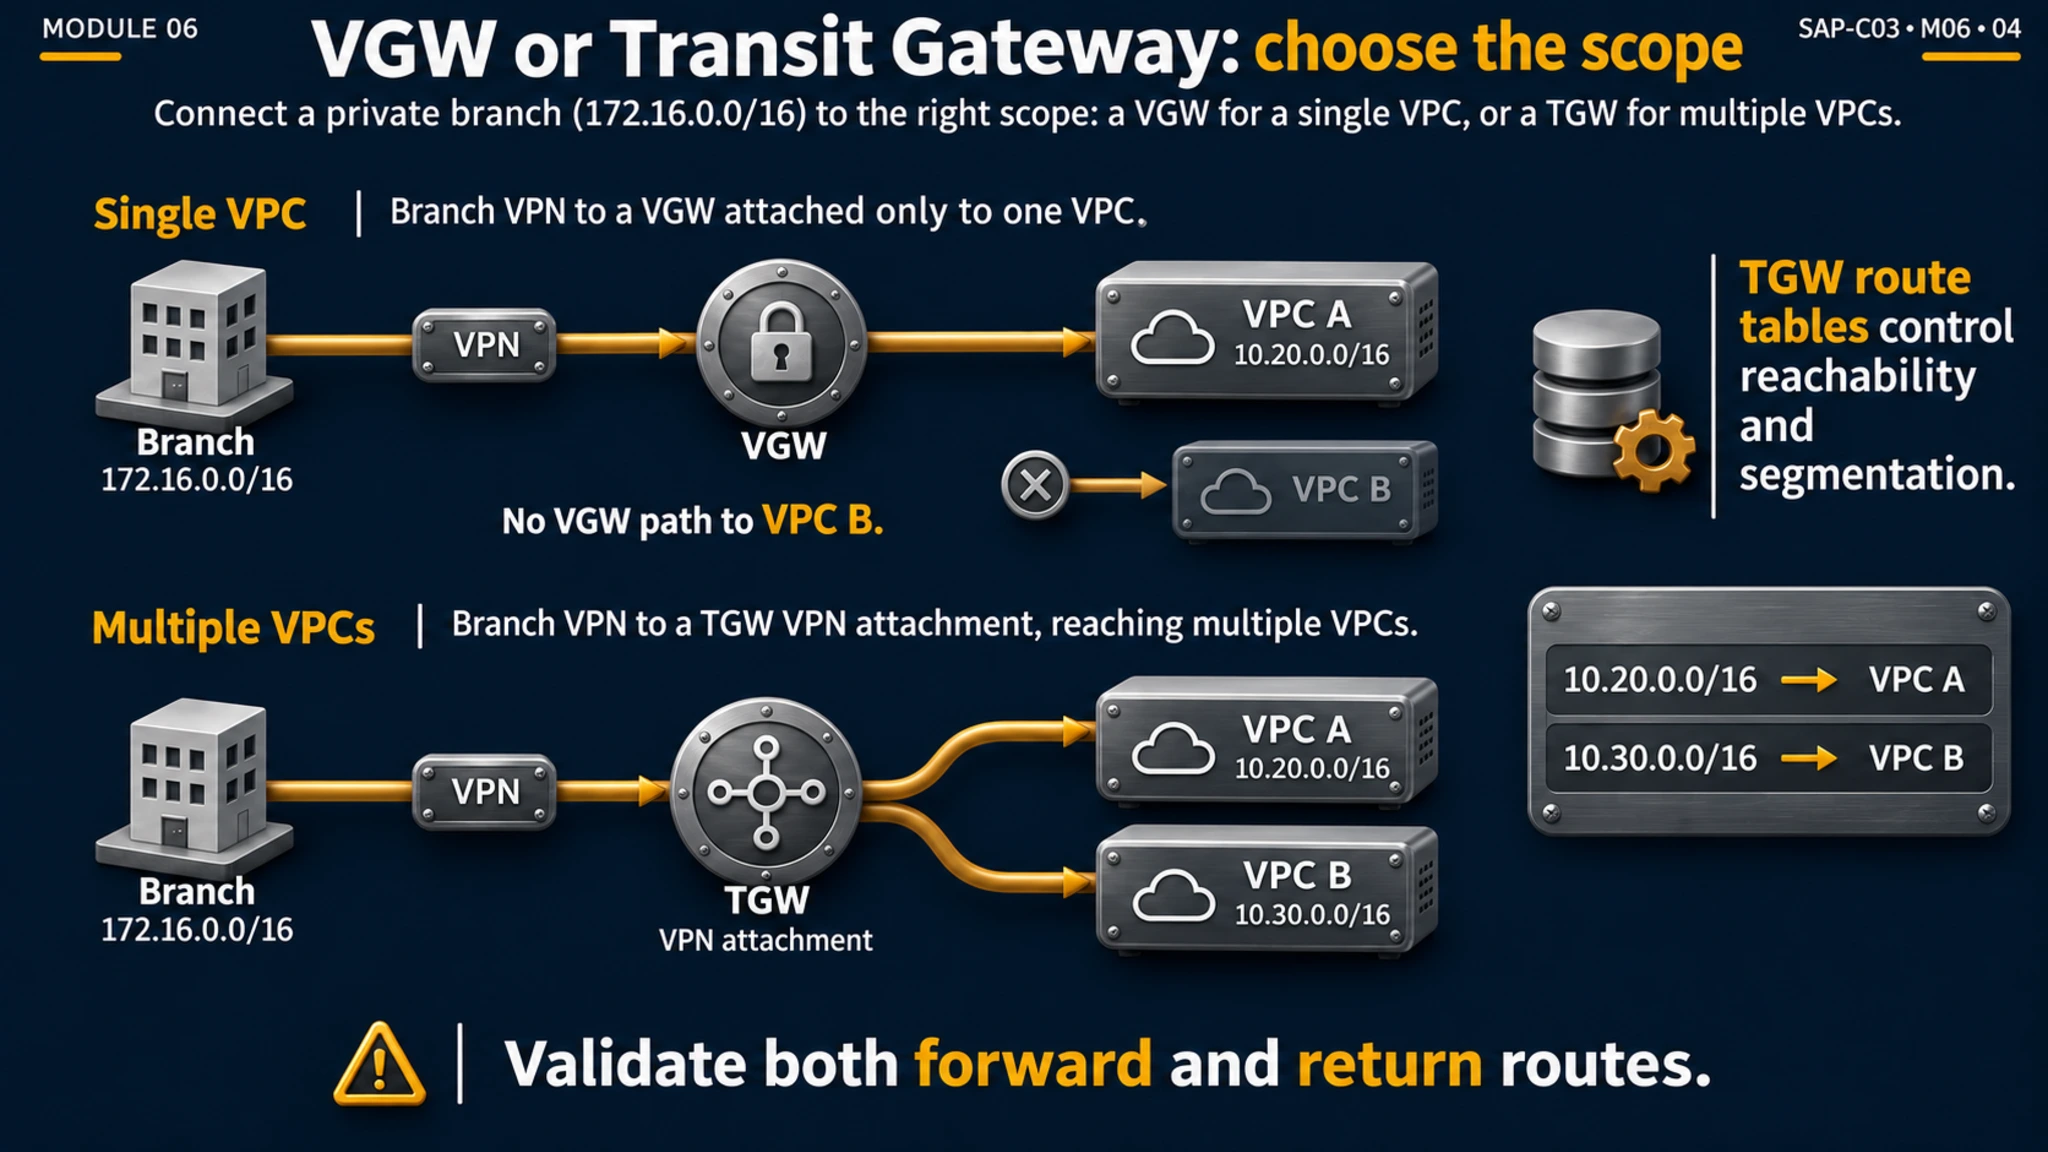 MODULE 06
VGW or Transit Gateway: choose the scope
SAP-C03 • M06 • 04
Connect a private branch (172.16.0.0/16) to the right scope: a VGW for a single VPC, or a TGW for multiple VPCs.
Single VPC
Branch VPN to a VGW attached only to one VPC.
Branch
172.16.0.0/16
VPN
VGW
VPC A
10.20.0.0/16
No VGW path to VPC B.
VPC B
TGW route
tables control
reachability
and
segmentation.
Multiple VPCs
Branch VPN to a TGW VPN attachment, reaching multiple VPCs.
Branch
172.16.0.0/16
VPN
TGW
VPN attachment
VPC A
10.20.0.0/16
VPC B
10.30.0.0/16
10.20.0.0/16 → VPC A
10.30.0.0/16 → VPC B
Validate both forward and return routes.